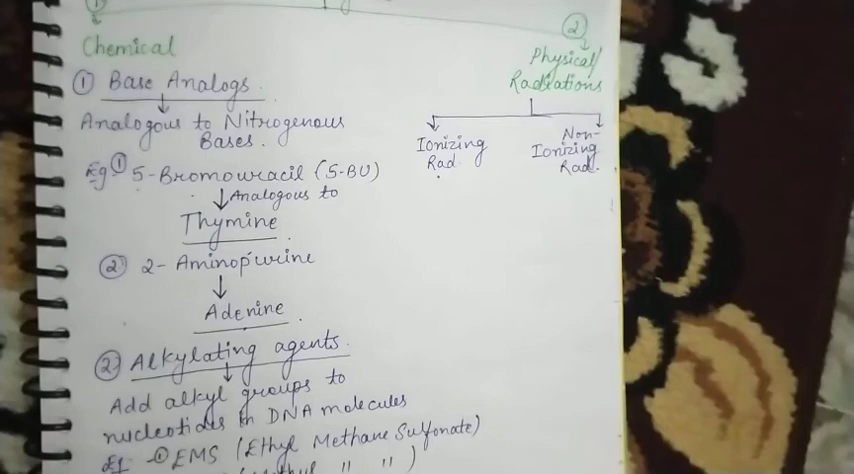 ①
Chemical
① Base Analogs.
Analogous to Nitrogenous
Bases.
Eg.① 5-Bromouracil (5-BU)
Analogous to
Thymine
② 2-Aminopurine
Adenine
② Alkylating agents.
Add alkyl groups to
nucleotides in DNA molecules
Eg. -① EMS (Ethyl Methane Sulfonate)
" " )
②
Physical/
Radiations
Ionizing
Rad.
Non-
Ionizing
Rad.